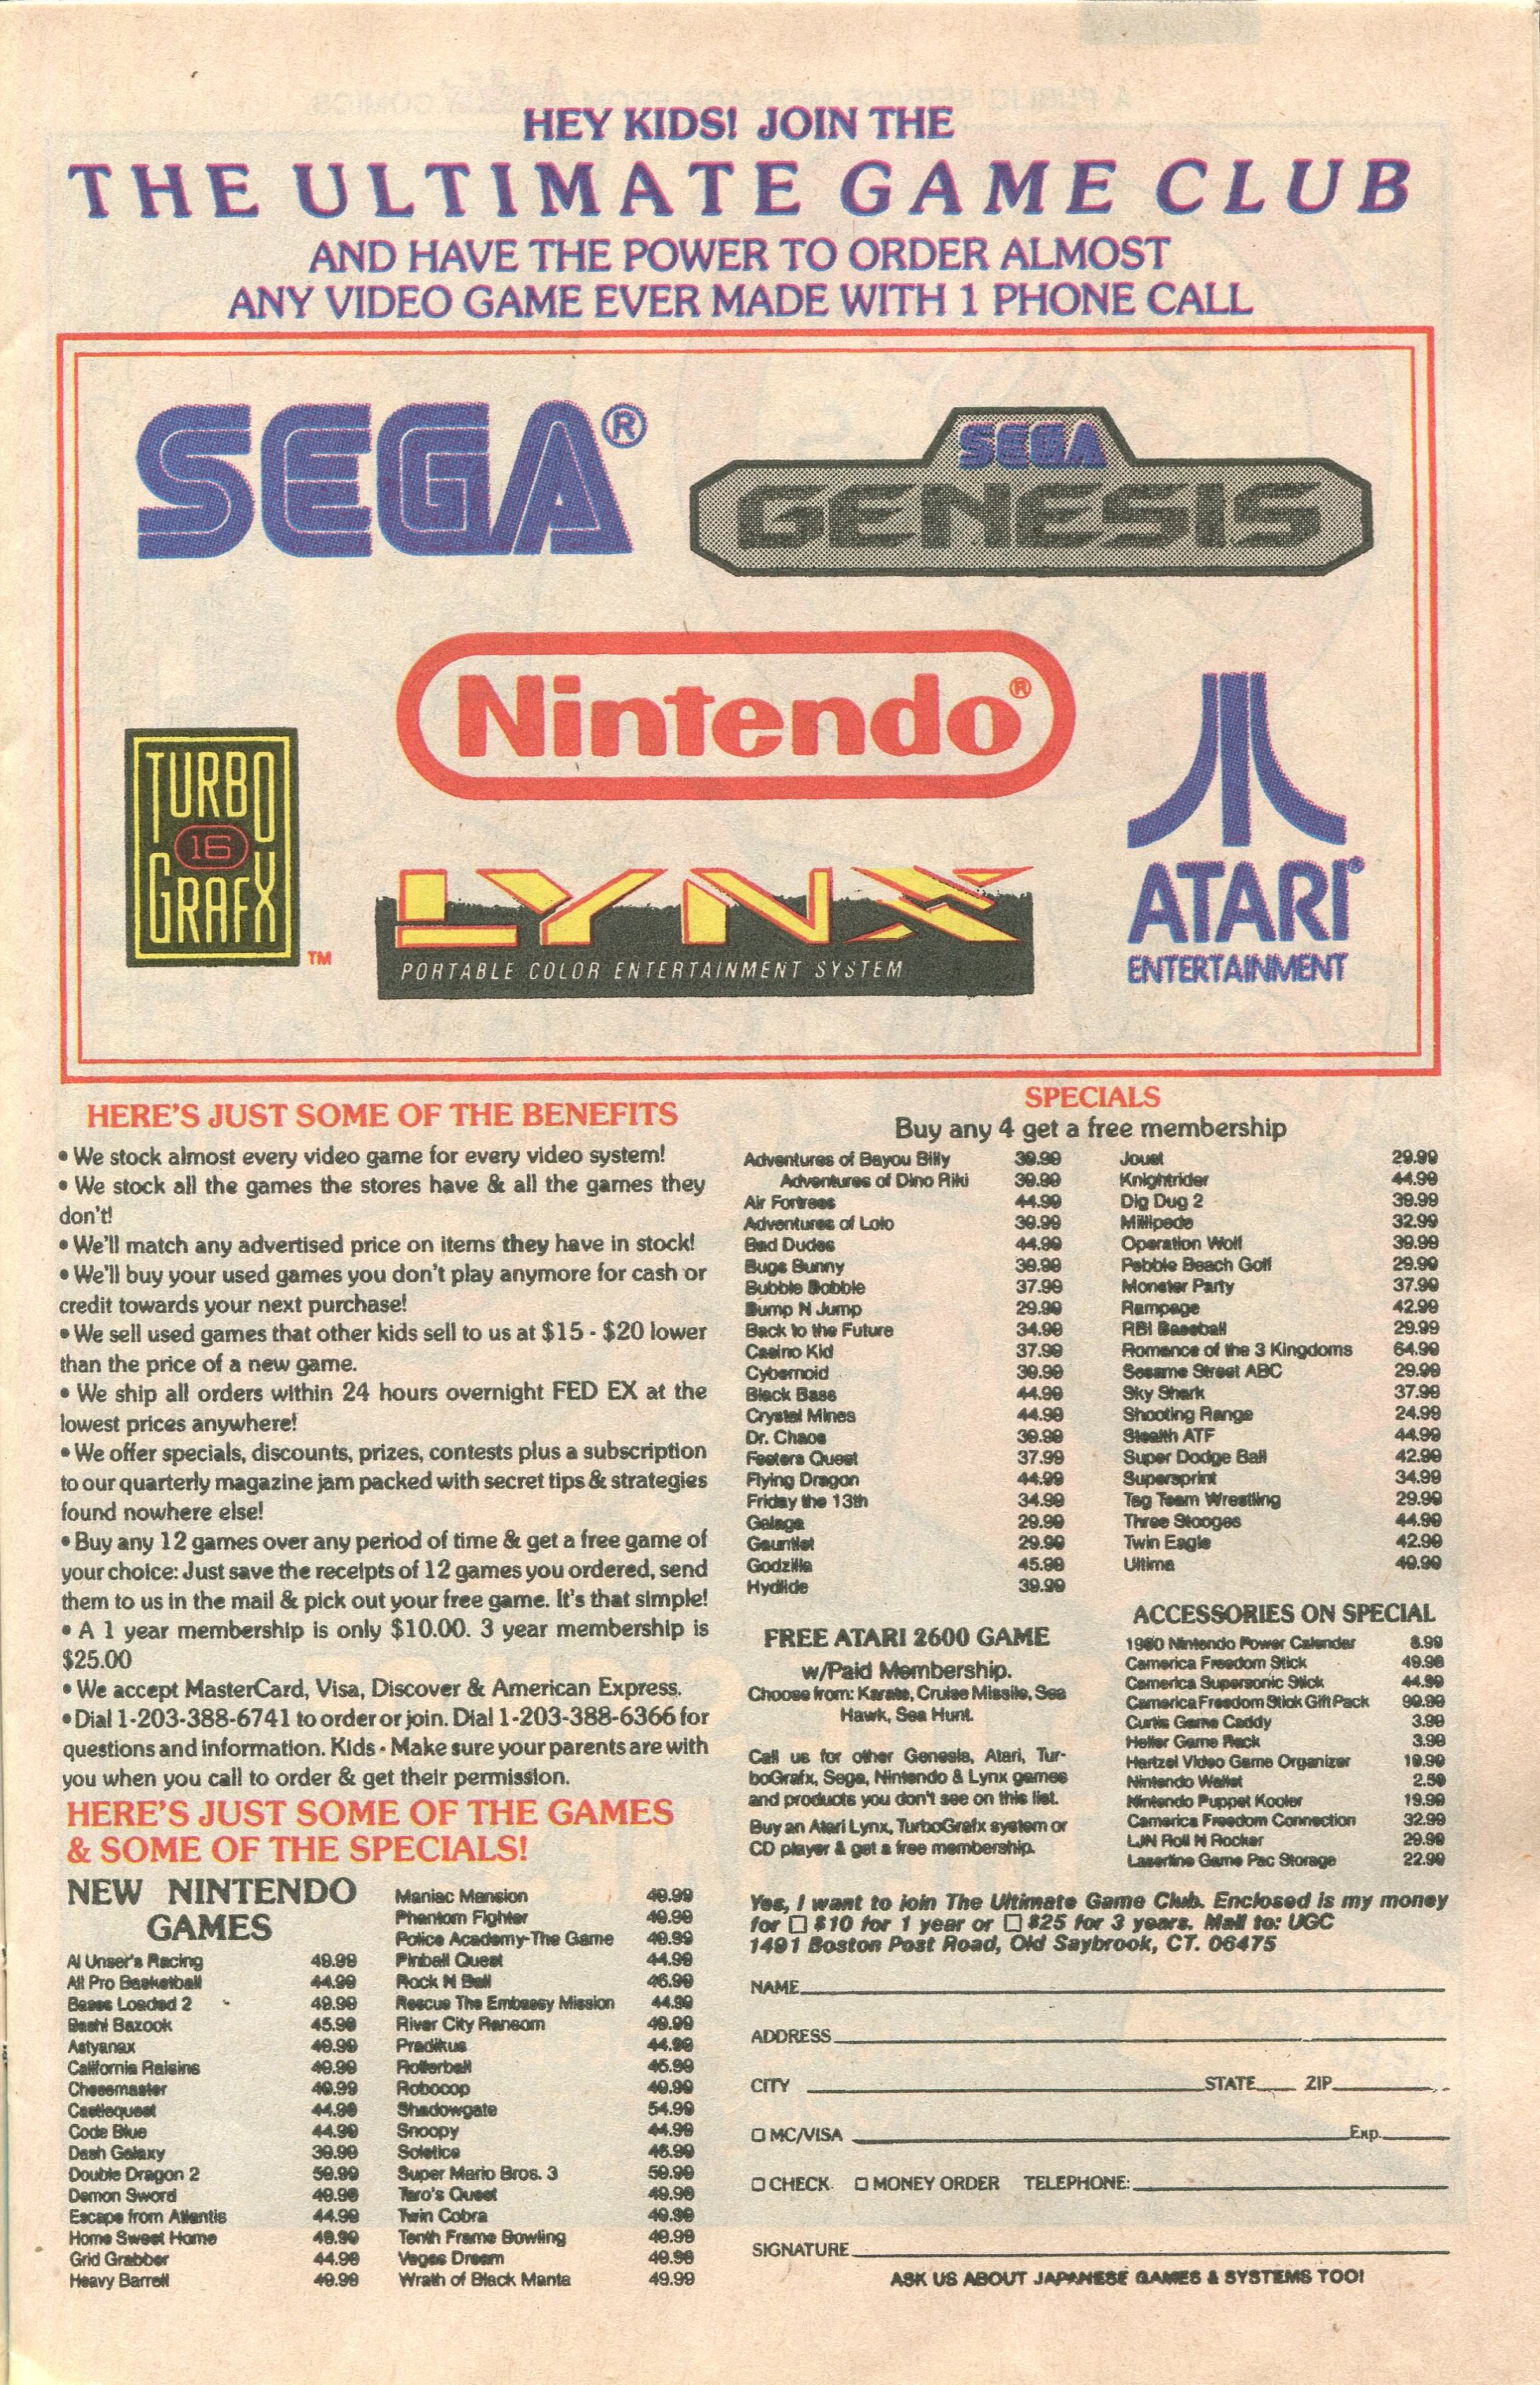 HEY KIDS! JOIN THE
THE ULTIMATE GAME CLUB
AND HAVE THE POWER TO ORDER ALMOST
ANY VIDEO GAME EVER MADE WITH 1 PHONE CALL
SEGA®
SEGA
GENESIS
Nintendo®
TURBO
16
GRAFX
TM
LYNX
PORTABLE COLOR ENTERTAINMENT SYSTEM
ATARI®
ENTERTAINMENT
HERE'S JUST SOME OF THE BENEFITS
• We stock almost every video game for every video system!
• We stock all the games the stores have & all the games they
don't!
• We'll match any advertised price on items they have in stock!
• We'll buy your used games you don't play anymore for cash or
credit towards your next purchase!
• We sell used games that other kids sell to us at $15 - $20 lower
than the price of a new game.
• We ship all orders within 24 hours overnight FED EX at the
lowest prices anywhere!
• We offer specials, discounts, prizes, contests plus a subscription
to our quarterly magazine jam packed with secret tips & strategies
found nowhere else!
• Buy any 12 games over any period of time & get a free game of
your choice: Just save the receipts of 12 games you ordered, send
them to us in the mail & pick out your free game. It's that simple!
• A 1 year membership is only $10.00. 3 year membership is
$25.00
• We accept MasterCard, Visa, Discover & American Express.
• Dial 1-203-388-6741 to order or join. Dial 1-203-388-6366 for
questions and information. Kids - Make sure your parents are with
you when you call to order & get their permission.
HERE'S JUST SOME OF THE GAMES
& SOME OF THE SPECIALS!
NEW NINTENDO
GAMES
Al Unser's Racing 49.99
All Pro Basketball 44.99
Bases Loaded 2 49.99
Bashi Bazook 45.99
Astyanax 49.99
California Raisins 49.99
Chessmaster 49.99
Castlequest 44.99
Code Blue 44.99
Dash Galaxy 39.99
Double Dragon 2 59.99
Demon Sword 49.99
Escape from Atlantis 44.99
Home Sweet Home 49.99
Grid Grabber 44.99
Heavy Barrell 49.99
Maniac Mansion 49.99
Phantom Fighter 49.99
Police Academy-The Game 49.99
Pinball Quest 44.99
Rock N Ball 46.99
Rescue The Embassy Mission 44.99
River City Ransom 49.99
Pradikus 44.99
Rollerball 45.99
Robocop 49.99
Shadowgate 54.99
Snoopy 44.99
Solstice 46.99
Super Mario Bros. 3 59.99
Taro's Quest 49.99
Twin Cobra 49.99
Tenth Frame Bowling 49.99
Vegas Dream 49.99
Wrath of Black Manta 49.99
SPECIALS
Buy any 4 get a free membership
Adventures of Bayou Billy 39.99
Adventures of Dino Riki 39.99
Air Fortress 44.99
Adventures of Lolo 39.99
Bad Dudes 44.99
Bugs Bunny 39.99
Bubble Bobble 37.99
Bump N Jump 29.99
Back to the Future 34.99
Casino Kid 37.99
Cybernoid 39.99
Black Bass 44.99
Crystal Mines 44.99
Dr. Chaos 39.99
Festers Quest 37.99
Flying Dragon 44.99
Friday the 13th 34.99
Galaga 29.99
Gauntlet 29.99
Godzilla 45.99
Hydlide 39.99
Joust 29.99
Knightrider 44.99
Dig Dug 2 39.99
Millipede 32.99
Operation Wolf 39.99
Pebble Beach Golf 29.99
Monster Party 37.99
Rampage 42.99
RBI Baseball 29.99
Romance of the 3 Kingdoms 64.99
Sesame Street ABC 29.99
Sky Shark 37.99
Shooting Range 24.99
Stealth ATF 44.99
Super Dodge Ball 42.99
Supersprint 34.99
Tag Team Wrestling 29.99
Three Stooges 44.99
Twin Eagle 42.99
Ultima 49.99
FREE ATARI 2600 GAME
w/Paid Membership.
Choose from: Karate, Cruise Missile, Sea
Hawk, Sea Hunt.
Call us for other Genesis, Atari, Tur-
boGrafx, Sega, Nintendo & Lynx games
and products you don't see on this list.
Buy an Atari Lynx, TurboGrafx system or
CD player & get a free membership.
ACCESSORIES ON SPECIAL
1990 Nintendo Power Calender 8.99
Camerica Freedom Stick 49.98
Camerica Supersonic Stick 44.99
Camerica Freedom Stick Gift Pack 99.99
Curtis Game Caddy 3.99
Heller Game Rack 3.99
Hartzel Video Game Organizer 19.99
Nintendo Wallet 2.59
Nintendo Puppet Kooler 19.99
Camerica Freedom Connection 32.99
LJN Roll N Rocker 29.99
Laserline Game Pac Storage 22.99
Yes, I want to join The Ultimate Game Club. Enclosed is my money
for ☐ $10 for 1 year or ☐ $25 for 3 years. Mail to: UGC
1491 Boston Post Road, Old Saybrook, CT. 06475
NAME
ADDRESS
CITY STATE ZIP
☐ MC/VISA Exp.
☐ CHECK ☐ MONEY ORDER TELEPHONE:
SIGNATURE
ASK US ABOUT JAPANESE GAMES & SYSTEMS TOO!